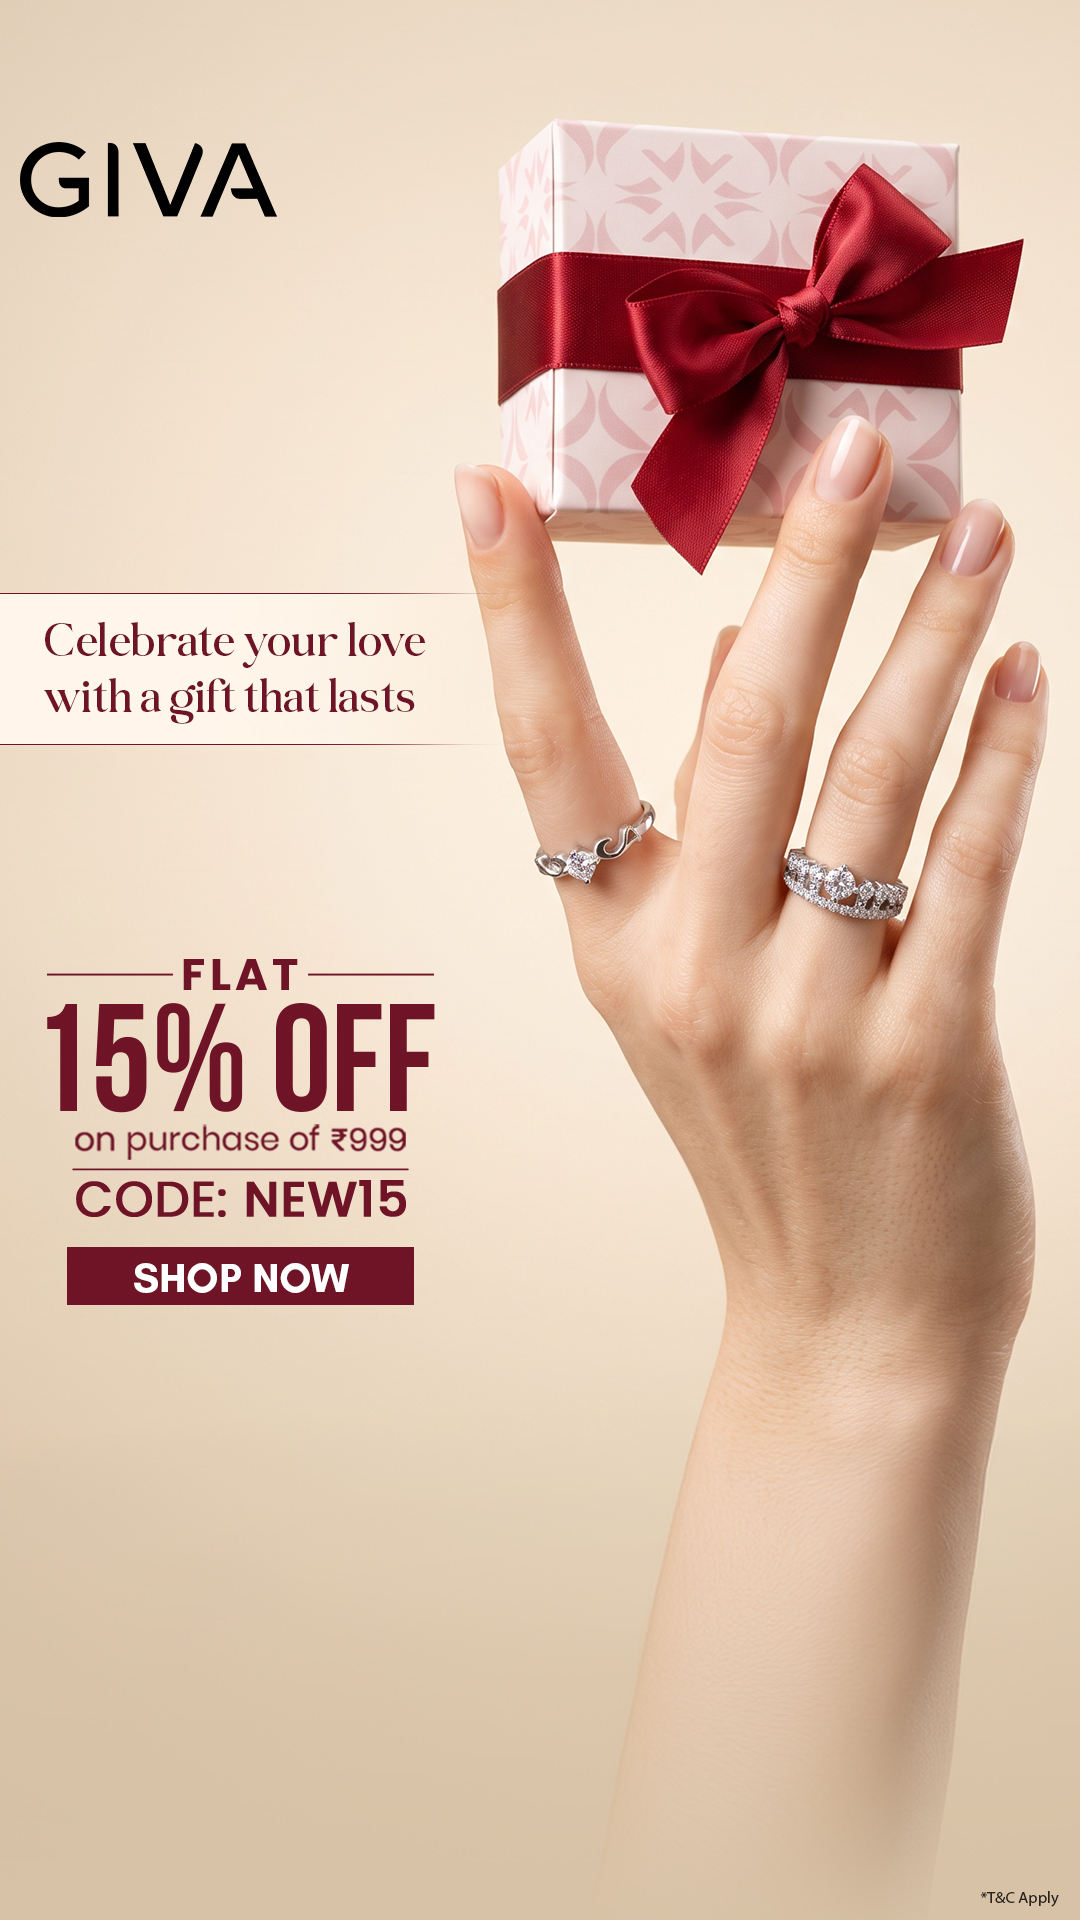 GIVA
Celebrate your love
with a gift that lasts
FLAT
15% OFF
on purchase of ₹999
CODE: NEW15
SHOP NOW
*T&C Apply